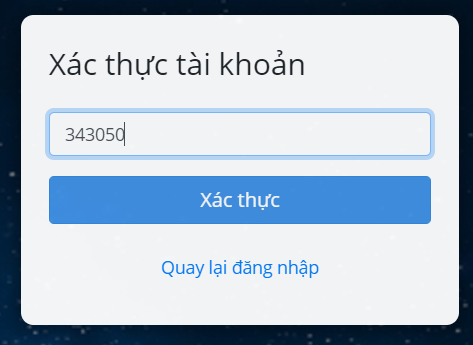 Xác thực tài khoản
343050
Xác thực
Quay lại đăng nhập